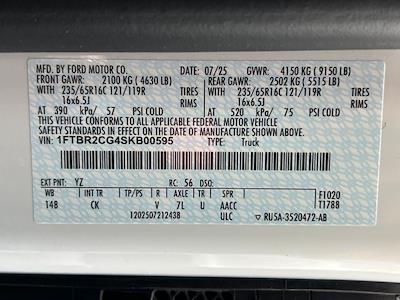 MFD. BY FORD MOTOR CO. 07/25 GVWR: 4150 KG ( 9150 LB)
FRONT GAWR: 2100 KG ( 4630 LB) REAR GAWR: 2502 KG ( 5515 LB)
WITH 235/65R16C 121/119R TIRES WITH 235/65R16C 121/119R TIRES
16x6.5J RIMS 16x6.5J RIMS
AT 390 kPa/ 57 PSI COLD AT 520 kPa/ 75 PSI COLD
THIS VEHICLE CONFORMS TO ALL APPLICABLE FEDERAL MOTOR VEHICLE
SAFETY STANDARDS IN EFFECT ON THE DATE OF MANUFACTURE SHOWN ABOVE.
VIN: 1FTBR2CG4SKB00595 TYPE: Truck
EXT PNT: YZ RC: 56 DSO:
WB INT TR TP/PS R AXLE TR SPR F1020
148 CK V 7L U AACC T1788
1202507212438 ULC RU5A-3520472-AB